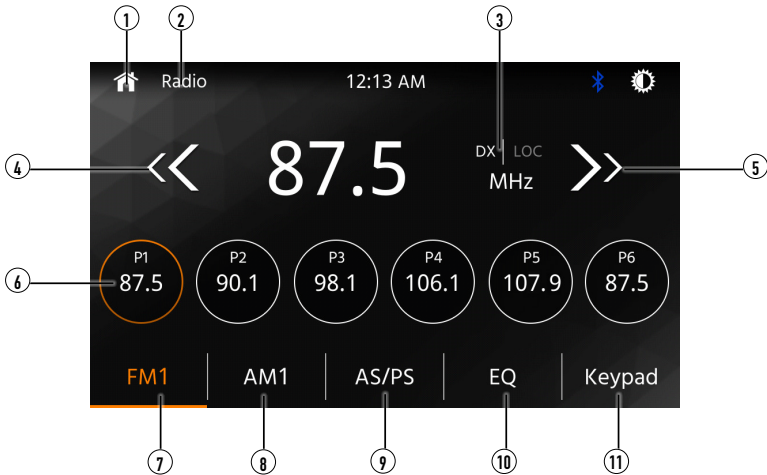 1 2 3
Radio 12:13 AM
4 87.5 DX LOC 5
MHz
P1 P2 P3 P4 P5 P6
6 87.5 90.1 98.1 106.1 107.9 87.5
FM1 AM1 AS/PS EQ Keypad
7 8 9 10 11